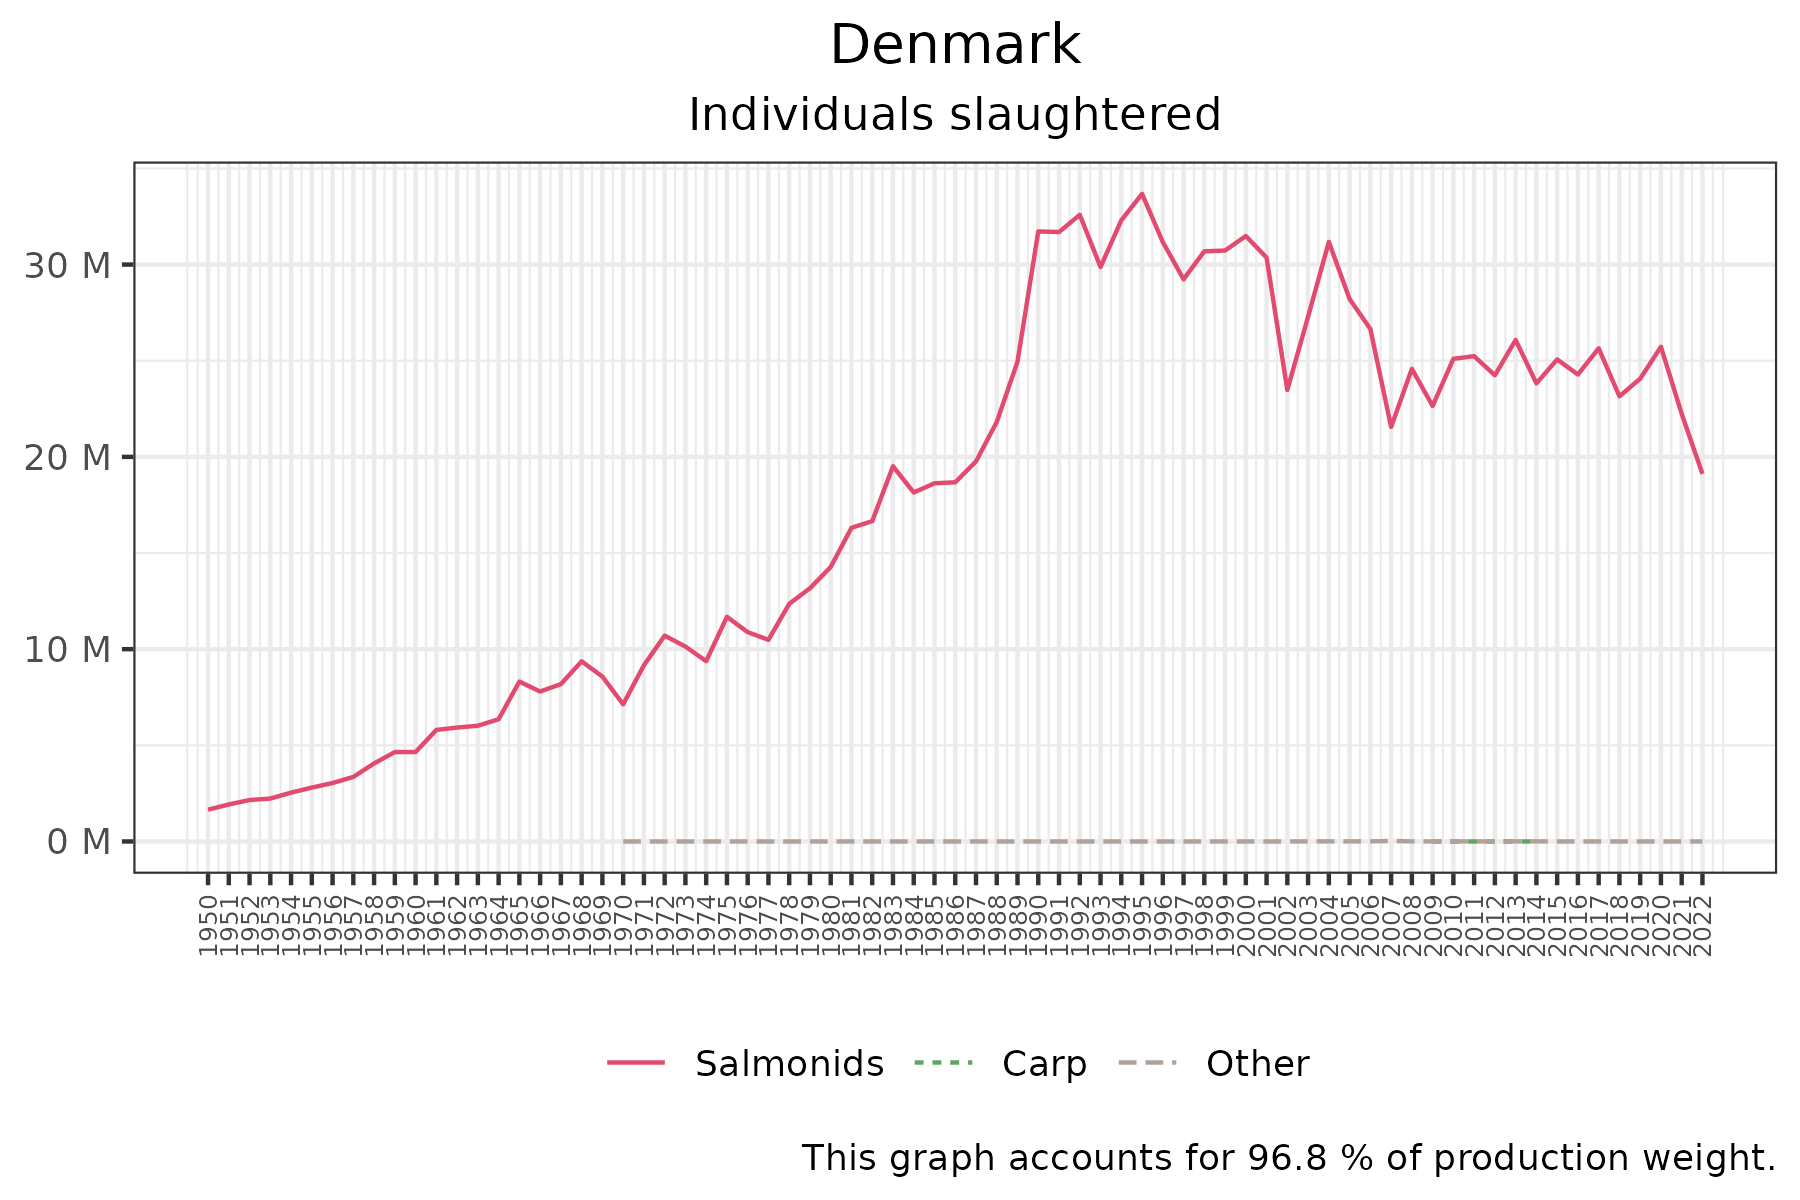 Denmark
Individuals slaughtered
30 M
20 M
10 M
0 M
1950 1951 1952 1953 1954 1955 1956 1957 1958 1959 1960 1961 1962 1963 1964 1965 1966 1967 1968 1969 1970 1971 1972 1973 1974 1975 1976 1977 1978 1979 1980 1981 1982 1983 1984 1985 1986 1987 1988 1989 1990 1991 1992 1993 1994 1995 1996 1997 1998 1999 2000 2001 2002 2003 2004 2005 2006 2007 2008 2009 2010 2011 2012 2013 2014 2015 2016 2017 2018 2019 2020 2021 2022
Salmonids Carp Other
This graph accounts for 96.8 % of production weight.